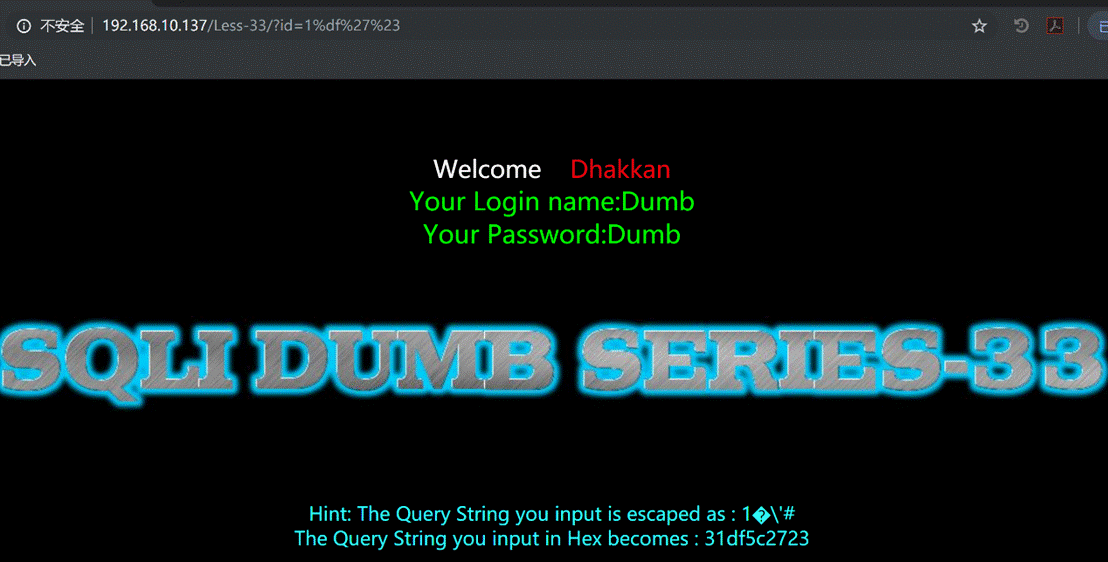 不安全 | 192.168.10.137/Less-33/?id=1%df%27%23
已导入
Welcome Dhakkan
Your Login name:Dumb
Your Password:Dumb
SQLI DUMB SERIES-33
Hint: The Query String you input is escaped as : 1�\'#
The Query String you input in Hex becomes : 31df5c2723